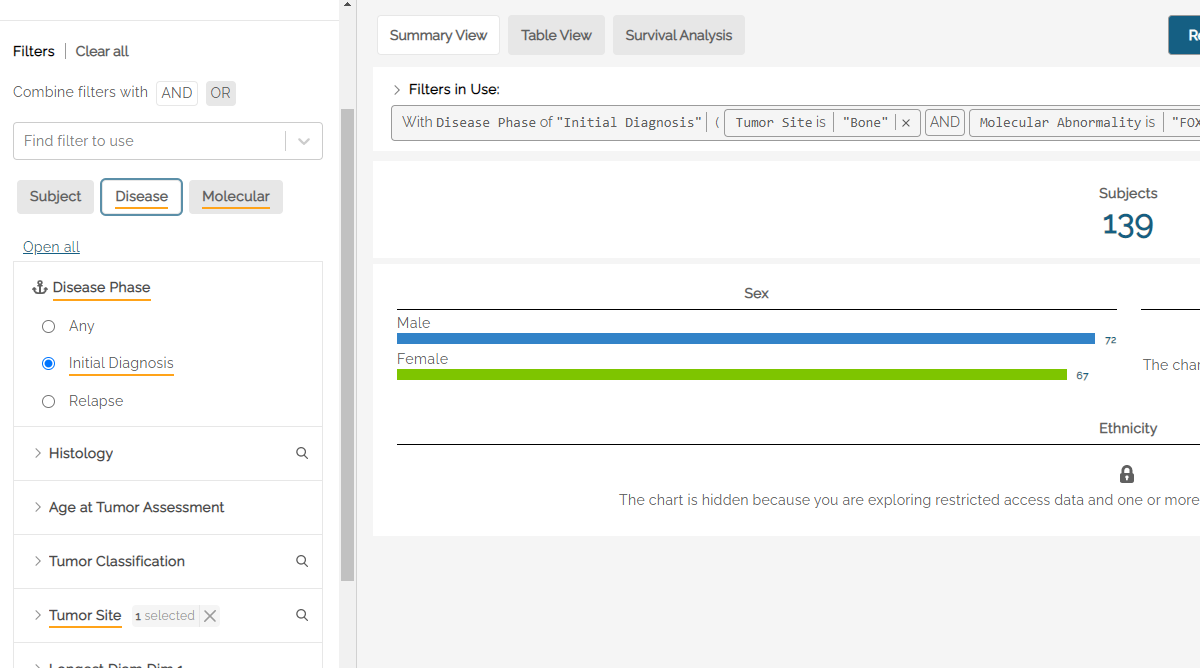 Summary View Table View Survival Analysis
Filters Clear all
Combine filters with AND OR
Filters in Use:
With Disease Phase of "Initial Diagnosis" ( Tumor Site is "Bone" × AND Molecular Abnormality is "FOX
Find filter to use
Subject Disease Molecular
Open all
Disease Phase
Any
Initial Diagnosis
Relapse
Histology
Age at Tumor Assessment
Tumor Classification
Tumor Site 1 selected
Subjects
139
Sex
Male
72
Female
67
The char
Ethnicity
The chart is hidden because you are exploring restricted access data and one or more